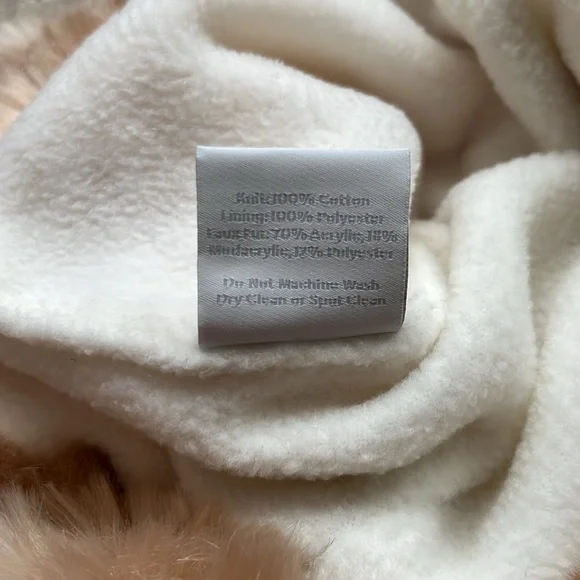 Knit:100% Cotton
Lining:100% Polyester
Faux Fur: 70% Acrylic, 18%
Modacrylic, 12% Polyester
Do Not Machine Wash
Dry Clean or Spot Clean